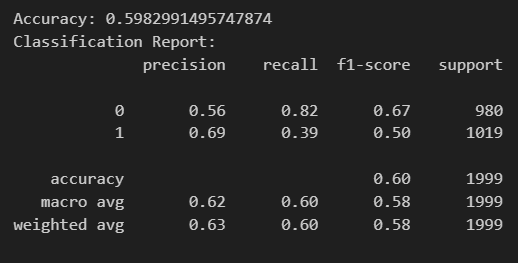 Accuracy: 0.5982991495747874
Classification Report:
precision recall f1-score support
0 0.56 0.82 0.67 980
1 0.69 0.39 0.50 1019
accuracy 0.60 1999
macro avg 0.62 0.60 0.58 1999
weighted avg 0.63 0.60 0.58 1999